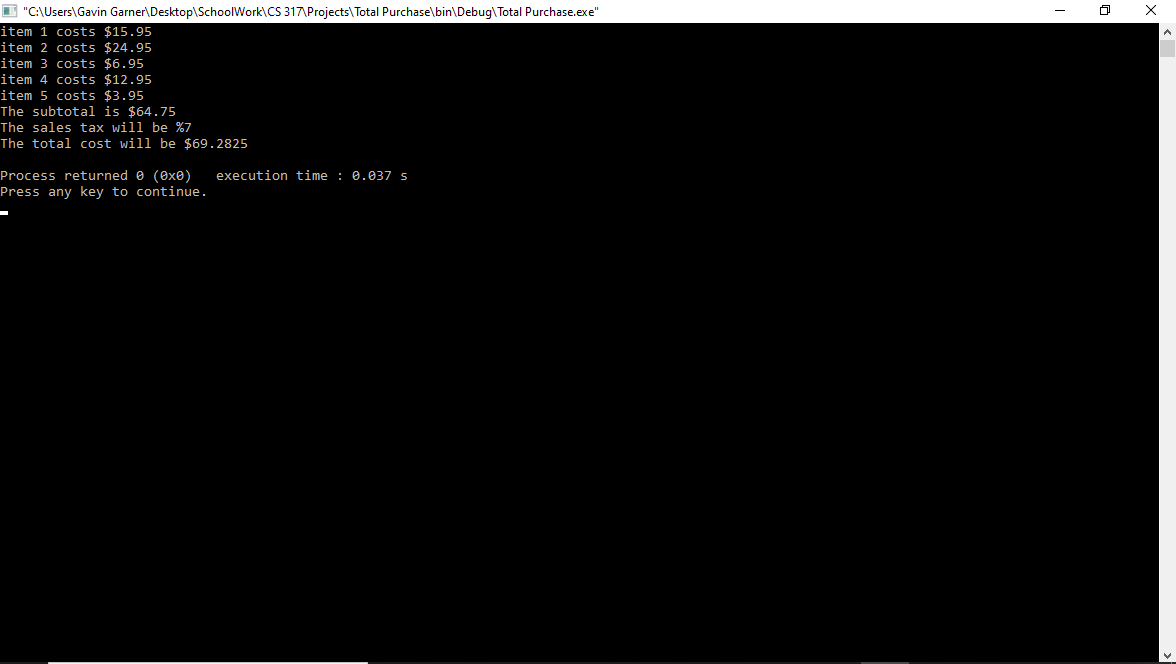 "C:\Users\Gavin Garner\Desktop\SchoolWork\CS 317\Projects\Total Purchase\bin\Debug\Total Purchase.exe"
item 1 costs $15.95
item 2 costs $24.95
item 3 costs $6.95
item 4 costs $12.95
item 5 costs $3.95
The subtotal is $64.75
The sales tax will be %7
The total cost will be $69.2825
Process returned 0 (0x0)   execution time : 0.037 s
Press any key to continue.